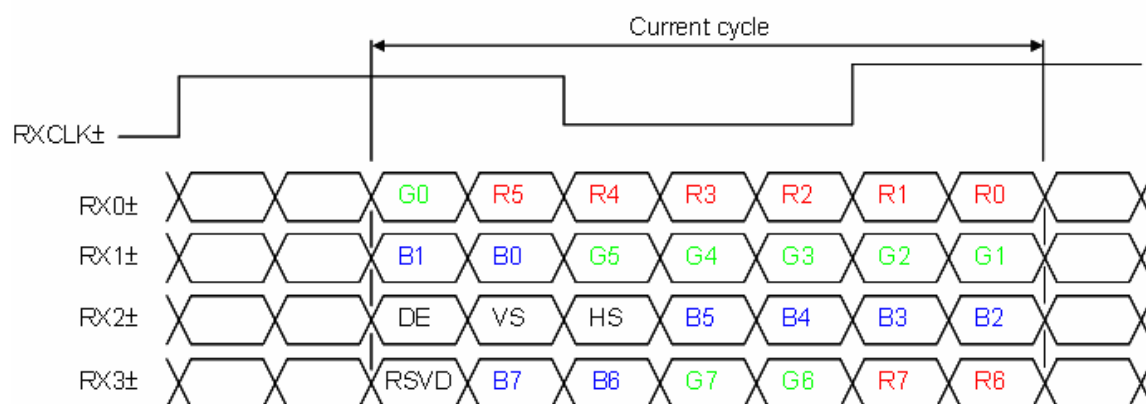 Current cycle
RXCLK±
RX0± G0 R5 R4 R3 R2 R1 R0
RX1± B1 B0 G5 G4 G3 G2 G1
RX2± DE VS HS B5 B4 B3 B2
RX3± RSVD B7 B6 G7 G6 R7 R6